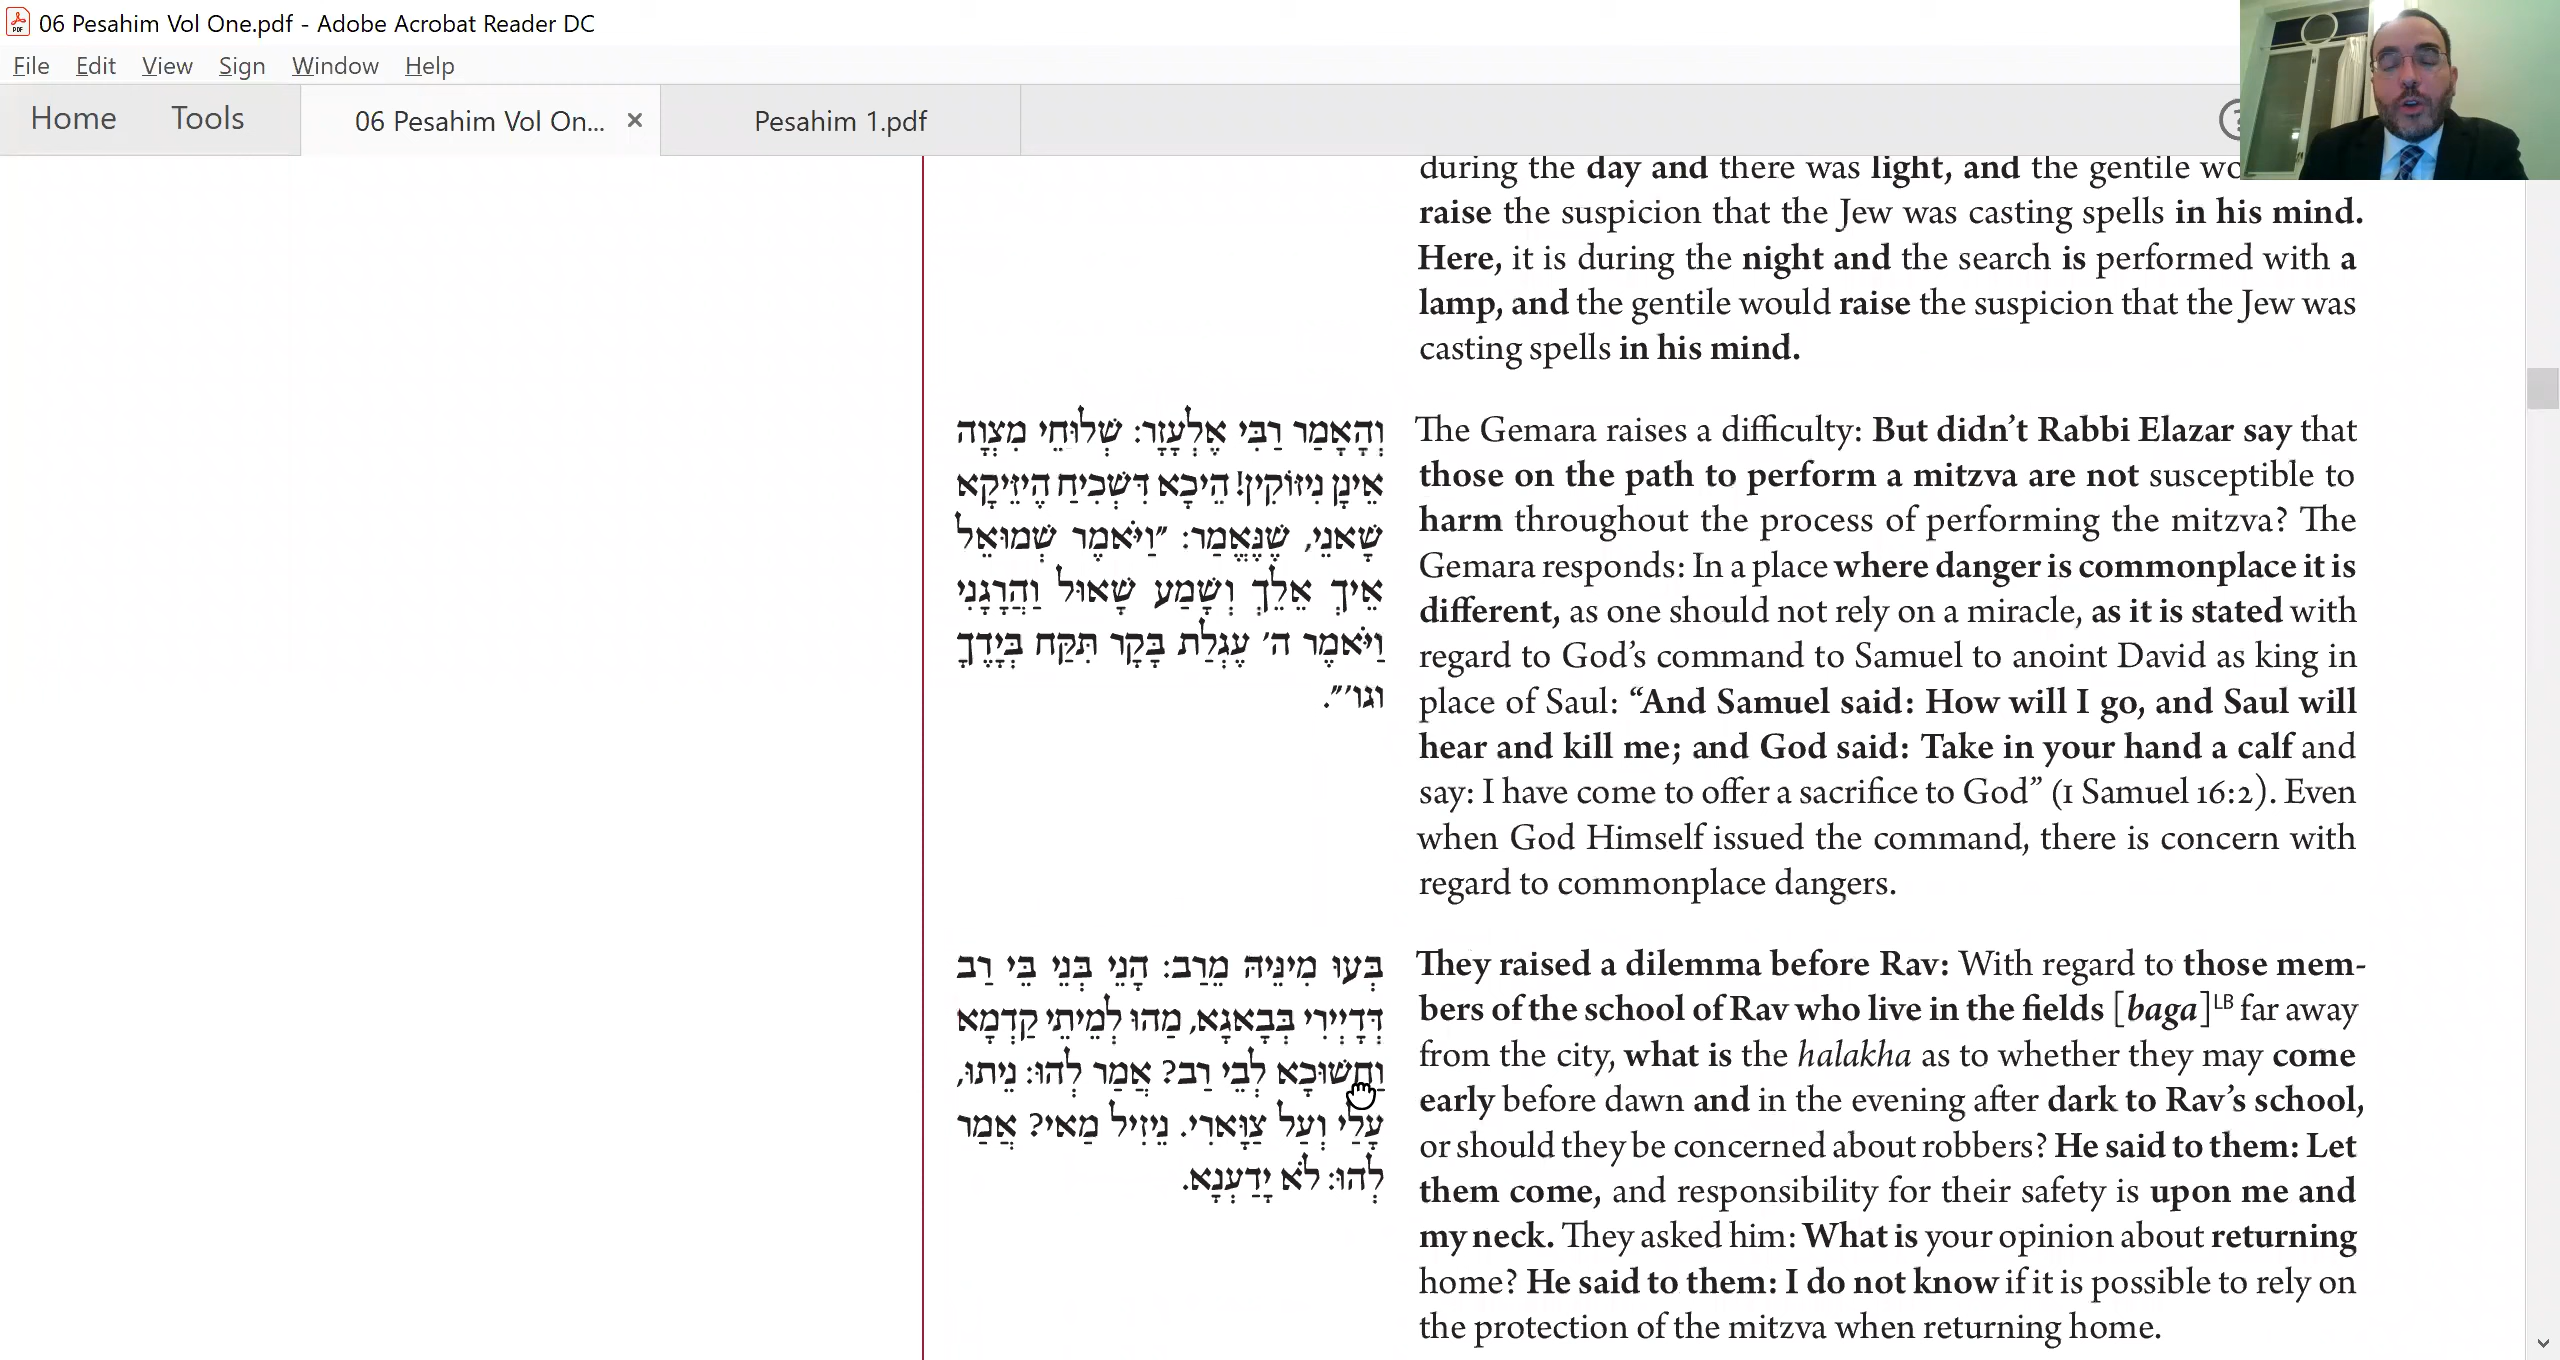 06 Pesahim Vol One.pdf - Adobe Acrobat Reader DC
File Edit View Sign Window Help
Home Tools 06 Pesahim Vol On... × Pesahim 1.pdf
during the day and there was light, and the gentile wo
raise the suspicion that the Jew was casting spells in his mind.
Here, it is during the night and the search is performed with a
lamp, and the gentile would raise the suspicion that the Jew was
casting spells in his mind.
וְהָאָמַר רַבִּי אֶלְעָזָר: שְׁלוּחֵי מִצְוָה
אֵינָן נִיזּוֹקִין! הֵיכָא דִּשְׁכִיחַ הֶיזֵּיקָא
שָׁאנֵי, שֶׁנֶּאֱמַר: ״וַיֹּאמֶר שְׁמוּאֵל
אֵיךְ אֵלֵךְ וְשָׁמַע שָׁאוּל וַהֲרָגָנִי
וַיֹּאמֶר ה׳ עֶגְלַת בָּקָר תִּקַּח בְּיָדֶךָ
וגו׳״.
The Gemara raises a difficulty: But didn’t Rabbi Elazar say that
those on the path to perform a mitzva are not susceptible to
harm throughout the process of performing the mitzva? The
Gemara responds: In a place where danger is commonplace it is
different, as one should not rely on a miracle, as it is stated with
regard to God’s command to Samuel to anoint David as king in
place of Saul: “And Samuel said: How will I go, and Saul will
hear and kill me; and God said: Take in your hand a calf and
say: I have come to offer a sacrifice to God” (1 Samuel 16:2). Even
when God Himself issued the command, there is concern with
regard to commonplace dangers.
בְּעוּ מִינֵּיהּ מֵרַב: הָנֵי בְּנֵי בֵּי רַב
דְּדָיְירִי בְּבָאגָא, מַהוּ לְמֵיתֵי קַדְמָא
וַחֲשׁוֹכָא לְבֵי רַב? אֲמַר לְהוּ: נֵיתוּ,
עָלַי וְעַל צַוָּארִי. נֵיזִיל מַאי? אֲמַר
לְהוּ: לֹא יָדַעְנָא.
They raised a dilemma before Rav: With regard to those mem-
bers of the school of Rav who live in the fields [baga]LB far away
from the city, what is the halakha as to whether they may come
early before dawn and in the evening after dark to Rav’s school,
or should they be concerned about robbers? He said to them: Let
them come, and responsibility for their safety is upon me and
my neck. They asked him: What is your opinion about returning
home? He said to them: I do not know if it is possible to rely on
the protection of the mitzva when returning home.